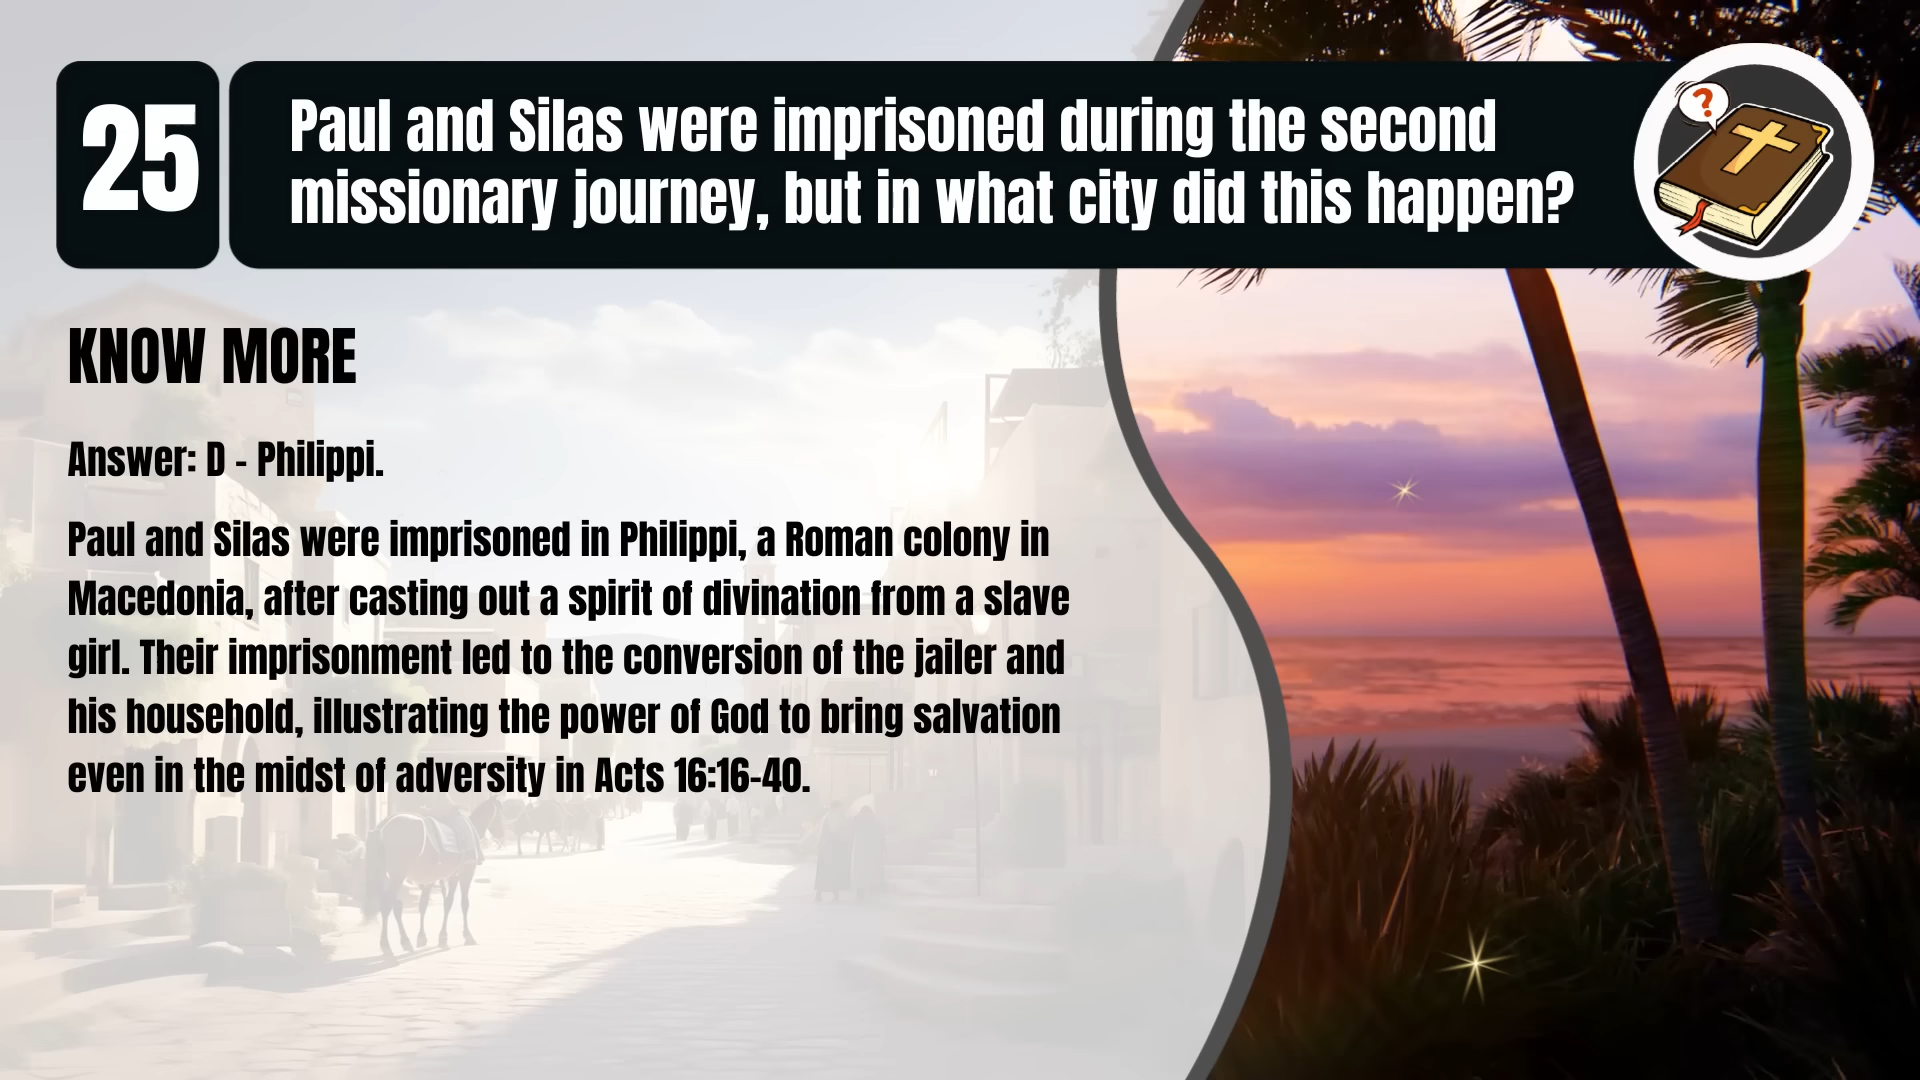 25
Paul and Silas were imprisoned during the second
missionary journey, but in what city did this happen?
?
KNOW MORE
Answer: D - Philippi.
Paul and Silas were imprisoned in Philippi, a Roman colony in
Macedonia, after casting out a spirit of divination from a slave
girl. Their imprisonment led to the conversion of the jailer and
his household, illustrating the power of God to bring salvation
even in the midst of adversity in Acts 16:16-40.